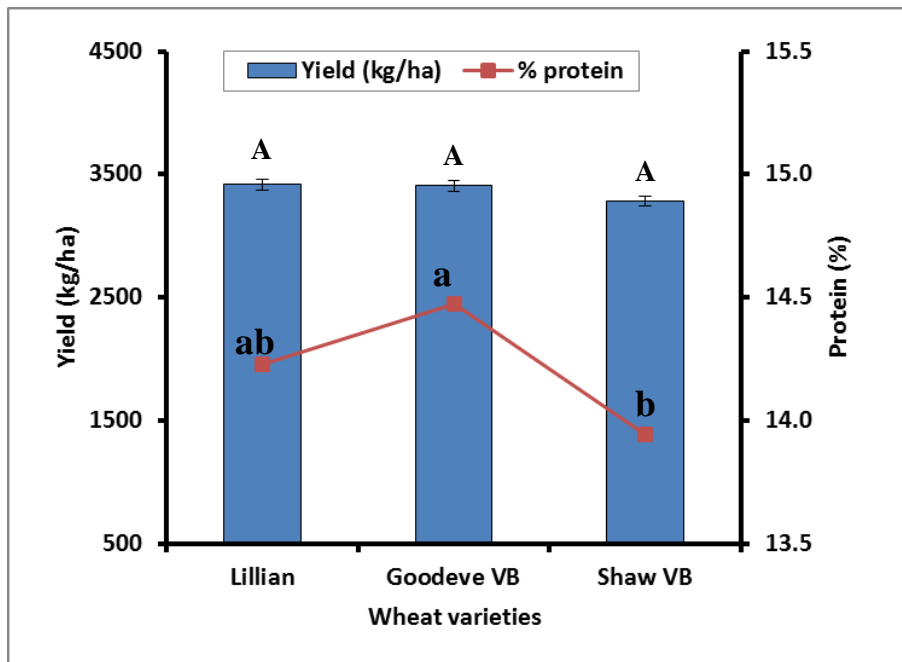 Yield (kg/ha) % protein
4500
3500
2500
1500
500
Yield (kg/ha)
A
A
A
ab
a
b
15.5
15.0
14.5
14.0
13.5
Protein (%)
Lillian Goodeve VB Shaw VB
Wheat varieties